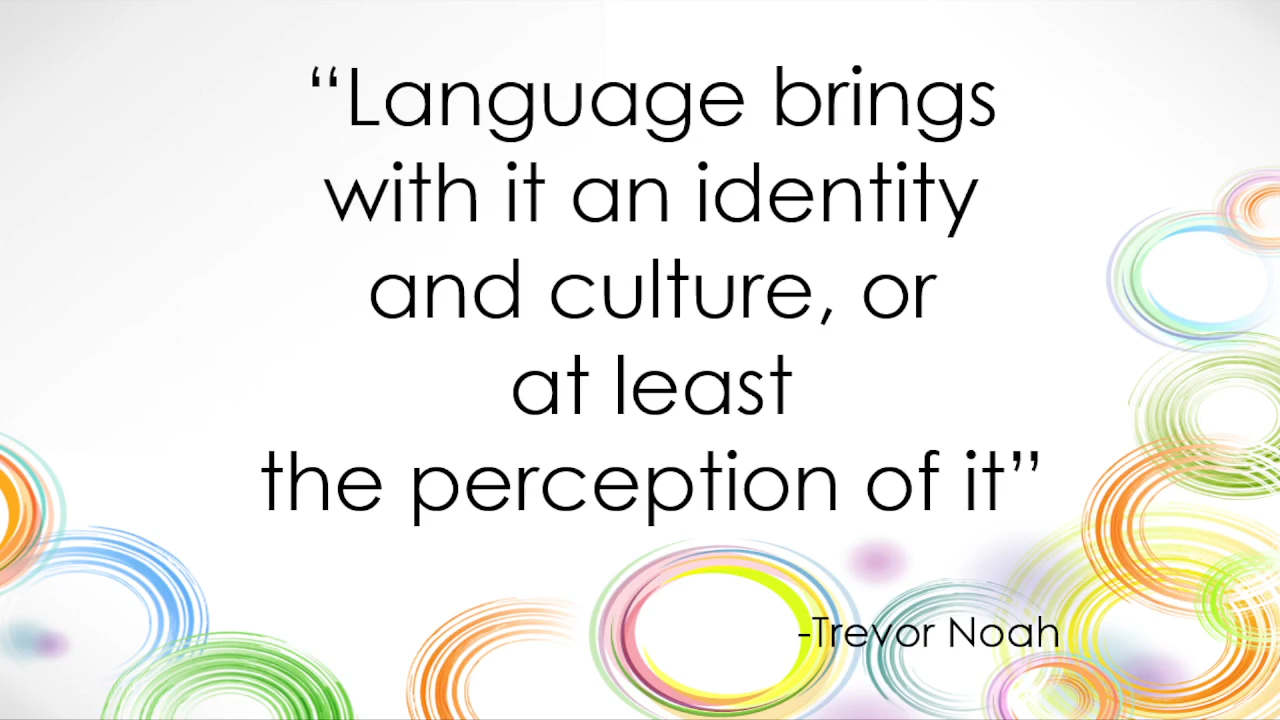 “Language brings
with it an identity
and culture, or
at least
the perception of it”
-Trevor Noah